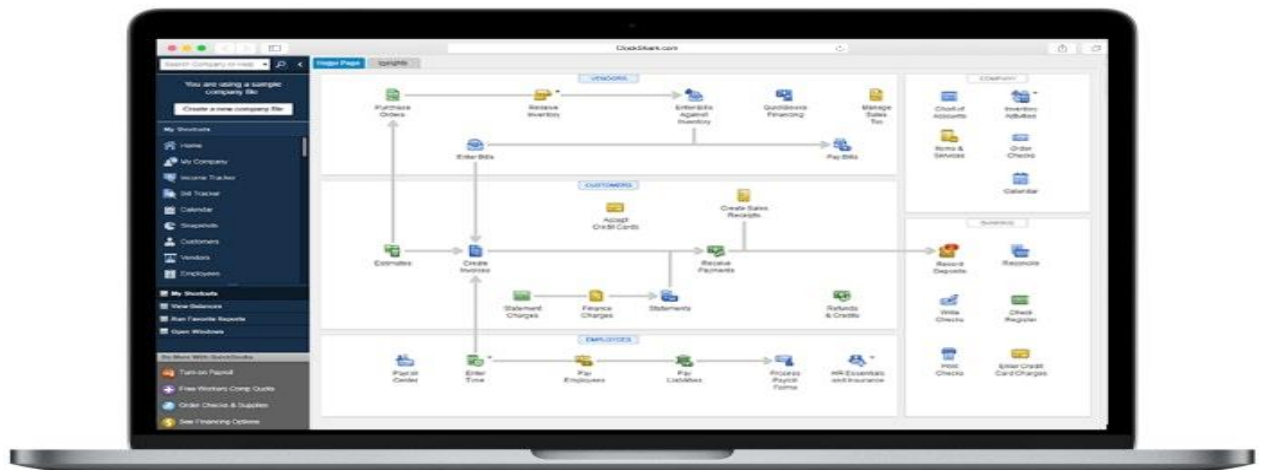 ClockShark.com
Search Company or Help
Home Page
Insights
You are using a sample
company file
Create a new company file
My Shortcuts
Home
My Company
Income Tracker
Bill Tracker
Calendar
Snapshots
Customers
Vendors
Employees
My Shortcuts
View Balances
Run Favorite Reports
Open Windows
Do More With QuickBooks
Turn on Payroll
Free Workers Comp Quote
Order Checks & Supplies
See Financing Options
VENDORS
Purchase
Orders
Receive
Inventory
Enter Bills
Against
Inventory
QuickBooks
Financing
Manage
Sales
Tax
Enter Bills
Pay Bills
CUSTOMERS
Accept
Credit Cards
Create Sales
Receipts
Estimates
Create
Invoices
Receive
Payments
Statement
Charges
Finance
Charges
Statements
Refunds
& Credits
EMPLOYEES
Payroll
Center
Enter
Time
Pay
Employees
Pay
Liabilities
Process
Payroll
Forms
HR Essentials
and Insurance
COMPANY
Chart of
Accounts
Inventory
Activities
Items &
Services
Order
Checks
Calendar
BANKING
Record
Deposits
Reconcile
Write
Checks
Check
Register
Print
Checks
Enter Credit
Card Charges